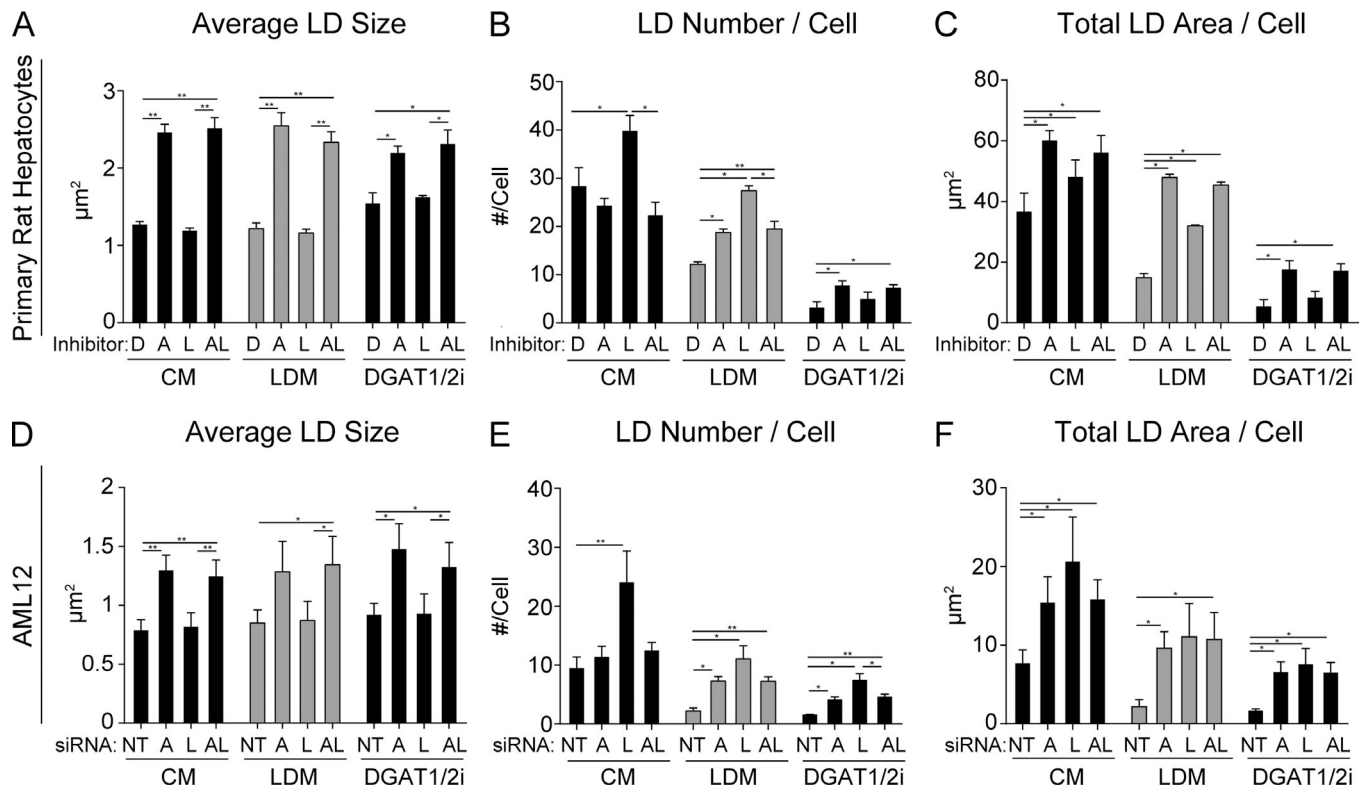 A Average LD Size
B LD Number / Cell
C Total LD Area / Cell
Primary Rat Hepatocytes
µm²
3
2
1
0
** ** ** **
** ** ** **
* * * *
Inhibitor: D A L AL D A L AL D A L AL
CM LDM DGAT1/2i
#/Cell
50
40
30
20
10
0
* *
* * ** *
* *
Inhibitor: D A L AL D A L AL D A L AL
CM LDM DGAT1/2i
µm²
80
60
40
20
0
* * *
* * *
* *
Inhibitor: D A L AL D A L AL D A L AL
CM LDM DGAT1/2i
D Average LD Size
E LD Number / Cell
F Total LD Area / Cell
AML12
µm²
2
1.5
1
0.5
0
** ** **
* *
* * *
siRNA: NT A L AL NT A L AL NT A L AL
CM LDM DGAT1/2i
#/Cell
40
30
20
10
0
**
* * **
* * ** *
siRNA: NT A L AL NT A L AL NT A L AL
CM LDM DGAT1/2i
µm²
30
20
10
0
* * *
* *
* * *
siRNA: NT A L AL NT A L AL NT A L AL
CM LDM DGAT1/2i